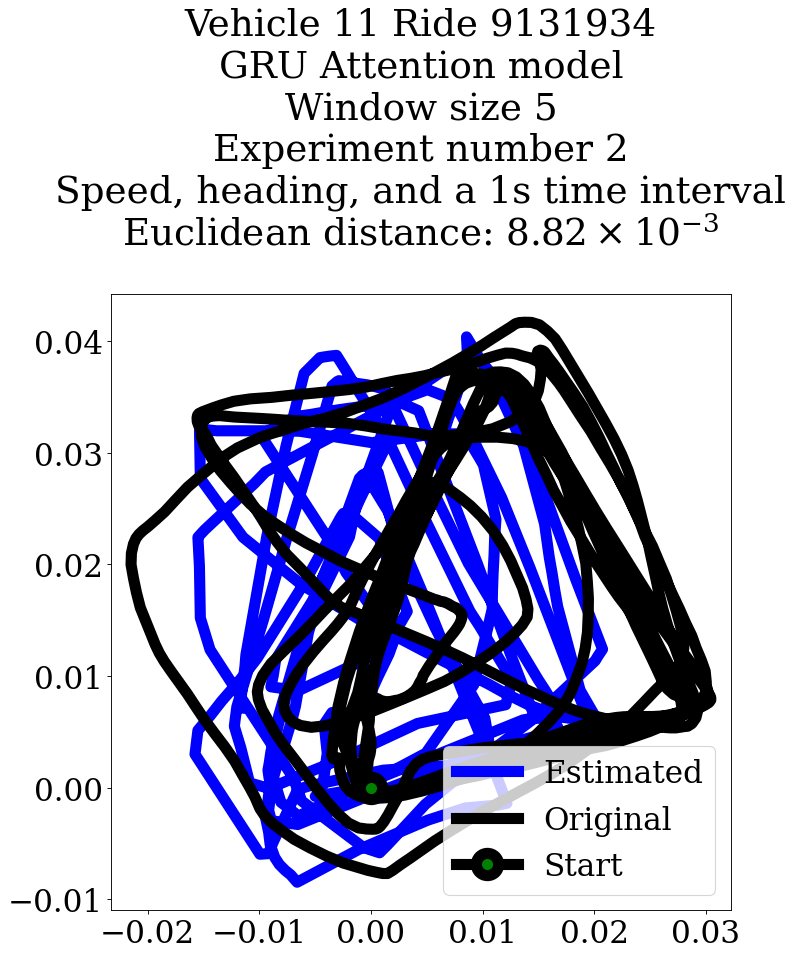 Vehicle 11 Ride 9131934
GRU Attention model
Window size 5
Experiment number 2
Speed, heading, and a 1s time interval
Euclidean distance: 8.82 × 10⁻³
0.04
0.03
0.02
0.01
0.00
−0.01
−0.02 −0.01 0.00 0.01 0.02 0.03
Estimated
Original
Start